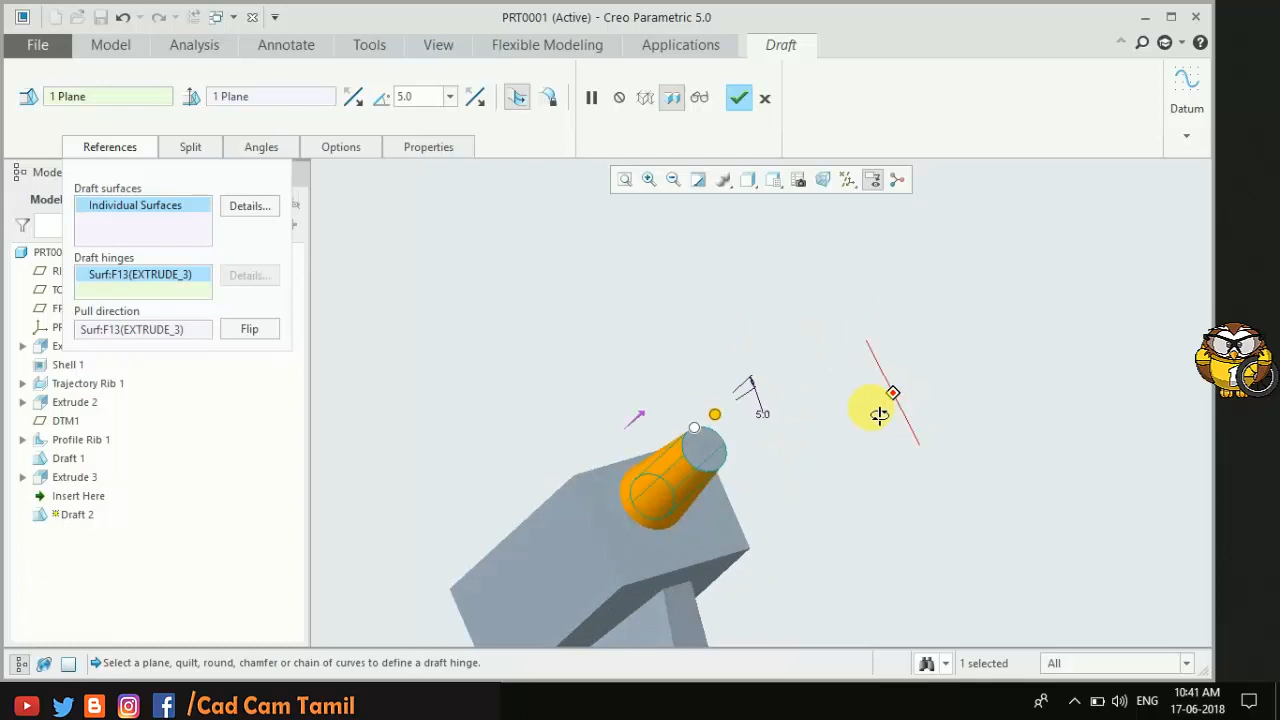 PRT0001 (Active) - Creo Parametric 5.0
File Model Analysis Annotate Tools View Flexible Modeling Applications Draft
1 Plane 1 Plane 5.0
Datum
References Split Angles Options Properties
Draft surfaces
Individual Surfaces Details...
Draft hinges
Surf:F13(EXTRUDE_3) Details...
Pull direction
Surf:F13(EXTRUDE_3) Flip
Shell 1
Trajectory Rib 1
Extrude 2
DTM1
Profile Rib 1
Draft 1
Extrude 3
Insert Here
Draft 2
5.0
Select a plane, quilt, round, chamfer or chain of curves to define a draft hinge.
1 selected All
/Cad Cam Tamil
ENG
10:41 AM
17-06-2018